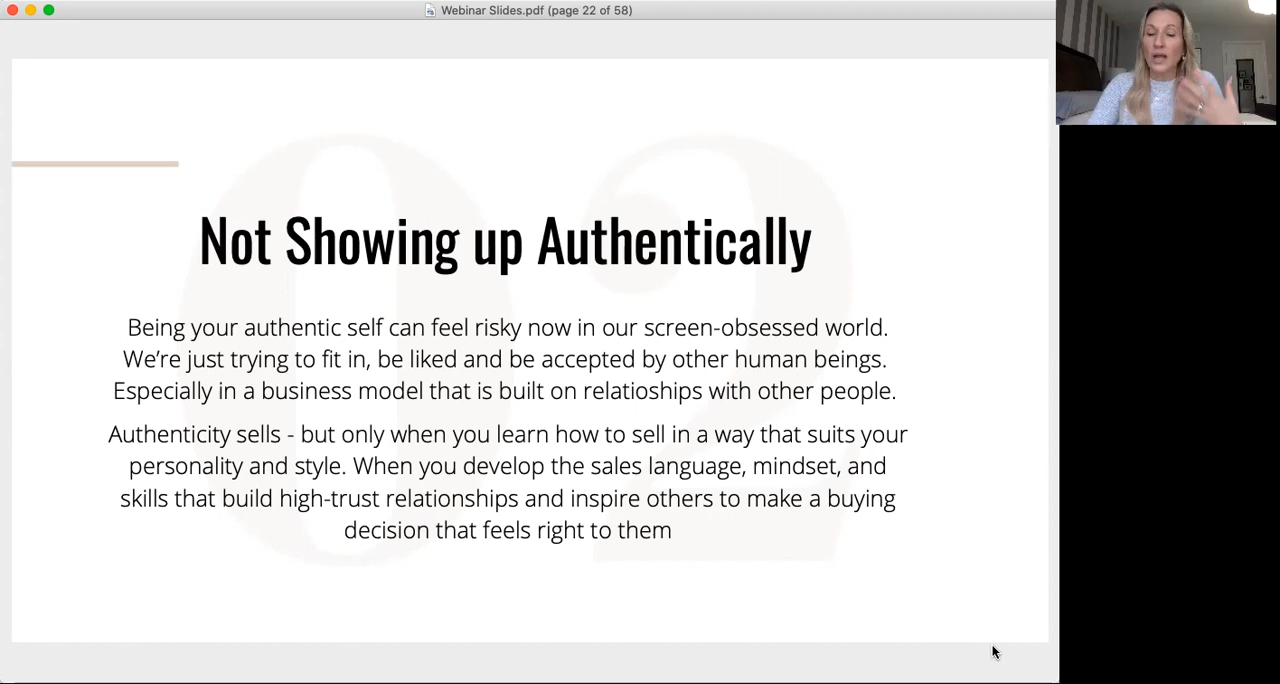 Webinar Slides.pdf (page 22 of 58)
02
Not Showing up Authentically
Being your authentic self can feel risky now in our screen-obsessed world.
We’re just trying to fit in, be liked and be accepted by other human beings.
Especially in a business model that is built on relatioships with other people.
Authenticity sells - but only when you learn how to sell in a way that suits your
personality and style. When you develop the sales language, mindset, and
skills that build high-trust relationships and inspire others to make a buying
decision that feels right to them